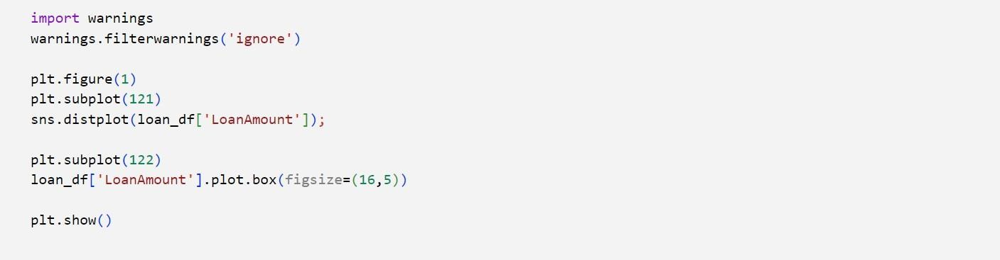 import warnings
warnings.filterwarnings('ignore')
plt.figure(1)
plt.subplot(121)
sns.distplot(loan_df['LoanAmount']);
plt.subplot(122)
loan_df['LoanAmount'].plot.box(figsize=(16,5))
plt.show()